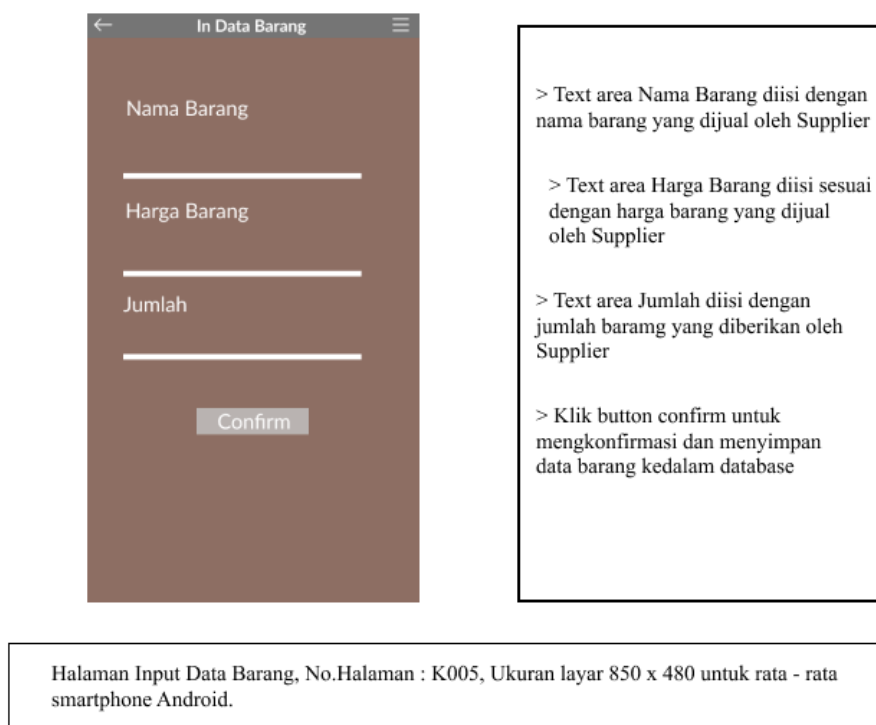 In Data Barang
Nama Barang
Harga Barang
Jumlah
Confirm
> Text area Nama Barang diisi dengan
nama barang yang dijual oleh Supplier
> Text area Harga Barang diisi sesuai
dengan harga barang yang dijual
oleh Supplier
> Text area Jumlah diisi dengan
jumlah baramg yang diberikan oleh
Supplier
> Klik button confirm untuk
mengkonfirmasi dan menyimpan
data barang kedalam database
Halaman Input Data Barang, No.Halaman : K005, Ukuran layar 850 x 480 untuk rata - rata
smartphone Android.